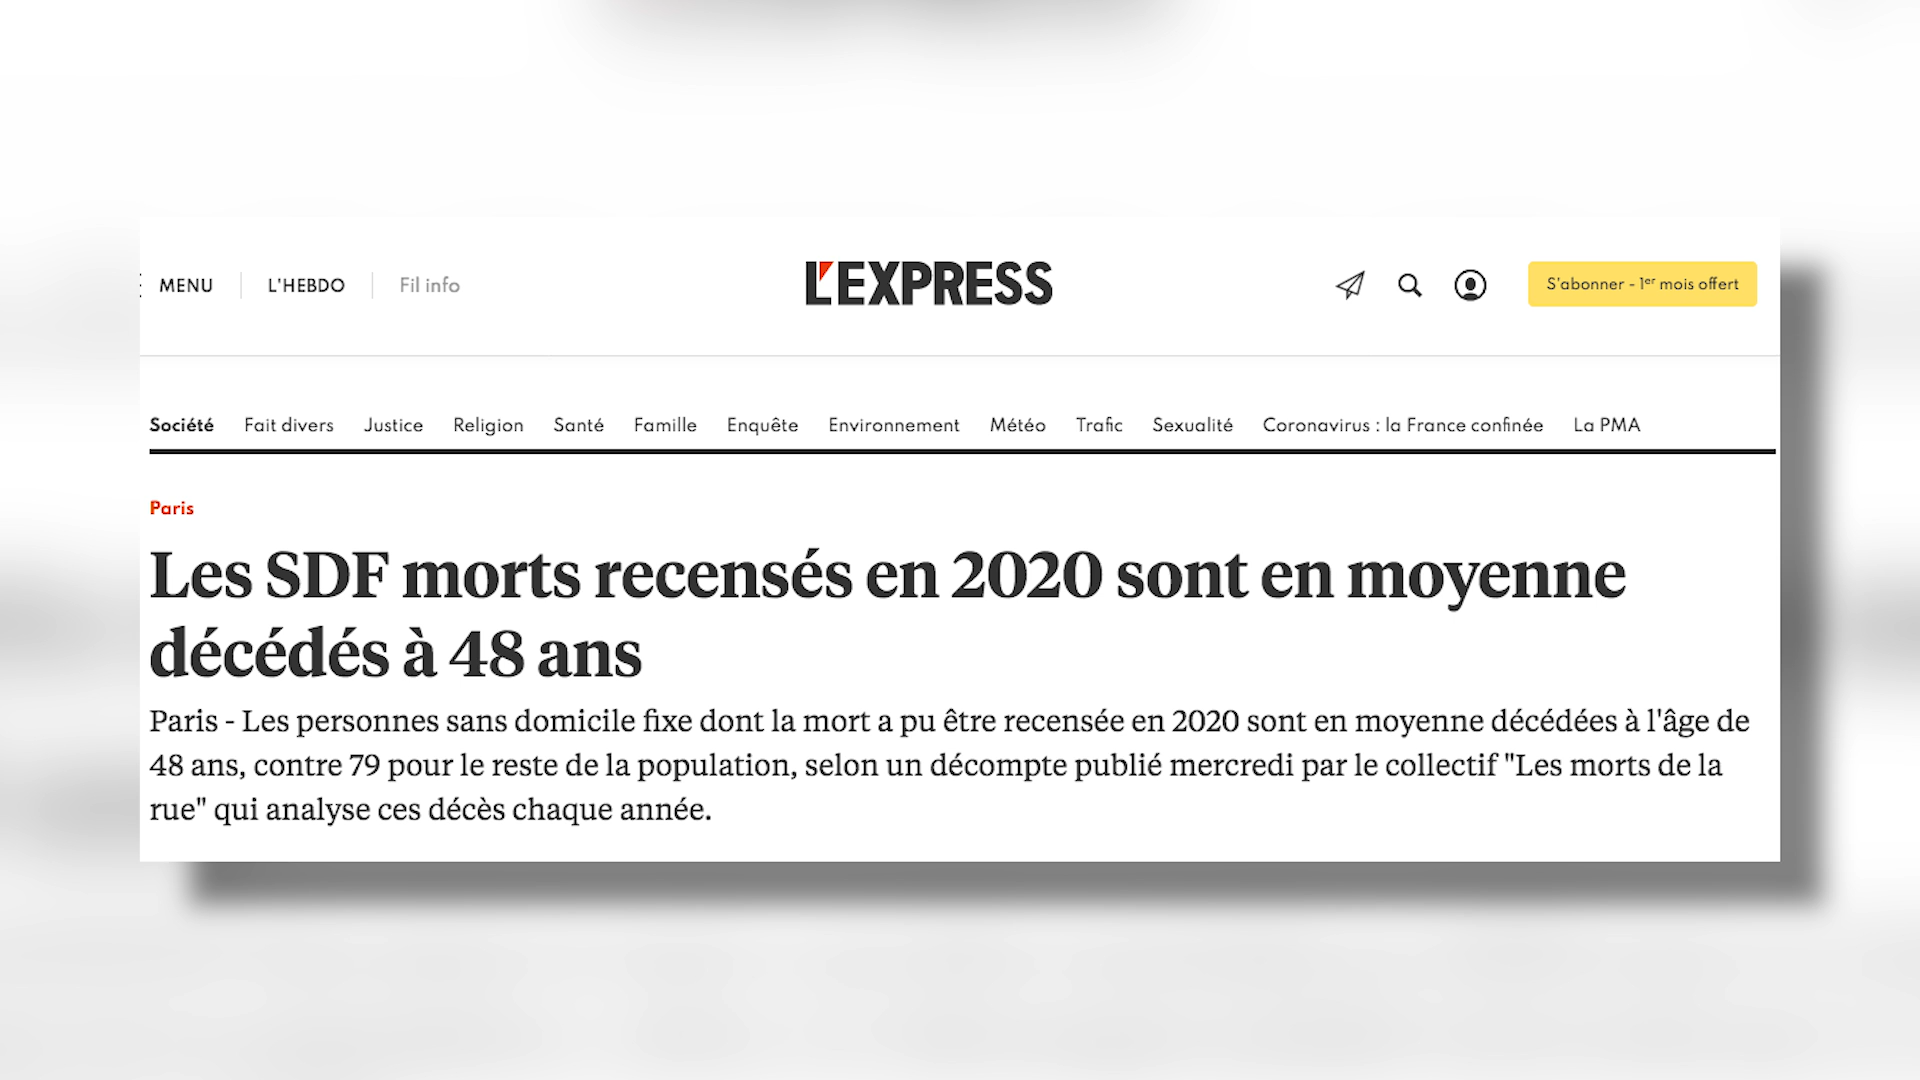 MENU
L'HEBDO
Fil info
L'EXPRESS
S'abonner - 1er mois offert
Société Fait divers Justice Religion Santé Famille Enquête Environnement Météo Trafic Sexualité Coronavirus : la France confinée La PMA
Paris
Les SDF morts recensés en 2020 sont en moyenne
décédés à 48 ans
Paris - Les personnes sans domicile fixe dont la mort a pu être recensée en 2020 sont en moyenne décédées à l'âge de
48 ans, contre 79 pour le reste de la population, selon un décompte publié mercredi par le collectif "Les morts de la
rue" qui analyse ces décès chaque année.